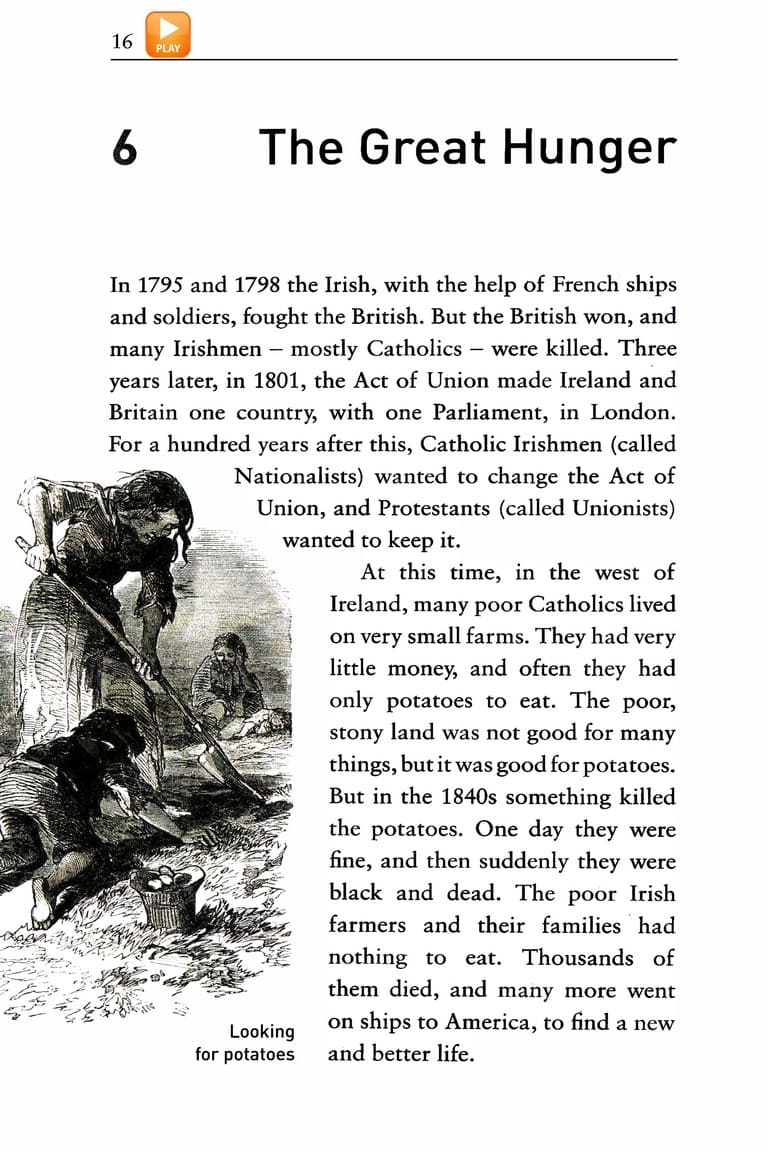 16
PLAY
6 The Great Hunger
In 1795 and 1798 the Irish, with the help of French ships
and soldiers, fought the British. But the British won, and
many Irishmen – mostly Catholics – were killed. Three
years later, in 1801, the Act of Union made Ireland and
Britain one country, with one Parliament, in London.
For a hundred years after this, Catholic Irishmen (called
Nationalists) wanted to change the Act of
Union, and Protestants (called Unionists)
wanted to keep it.
At this time, in the west of
Ireland, many poor Catholics lived
on very small farms. They had very
little money, and often they had
only potatoes to eat. The poor,
stony land was not good for many
things, but it was good for potatoes.
But in the 1840s something killed
the potatoes. One day they were
fine, and then suddenly they were
black and dead. The poor Irish
farmers and their families had
nothing to eat. Thousands of
them died, and many more went
on ships to America, to find a new
and better life.
Looking
for potatoes